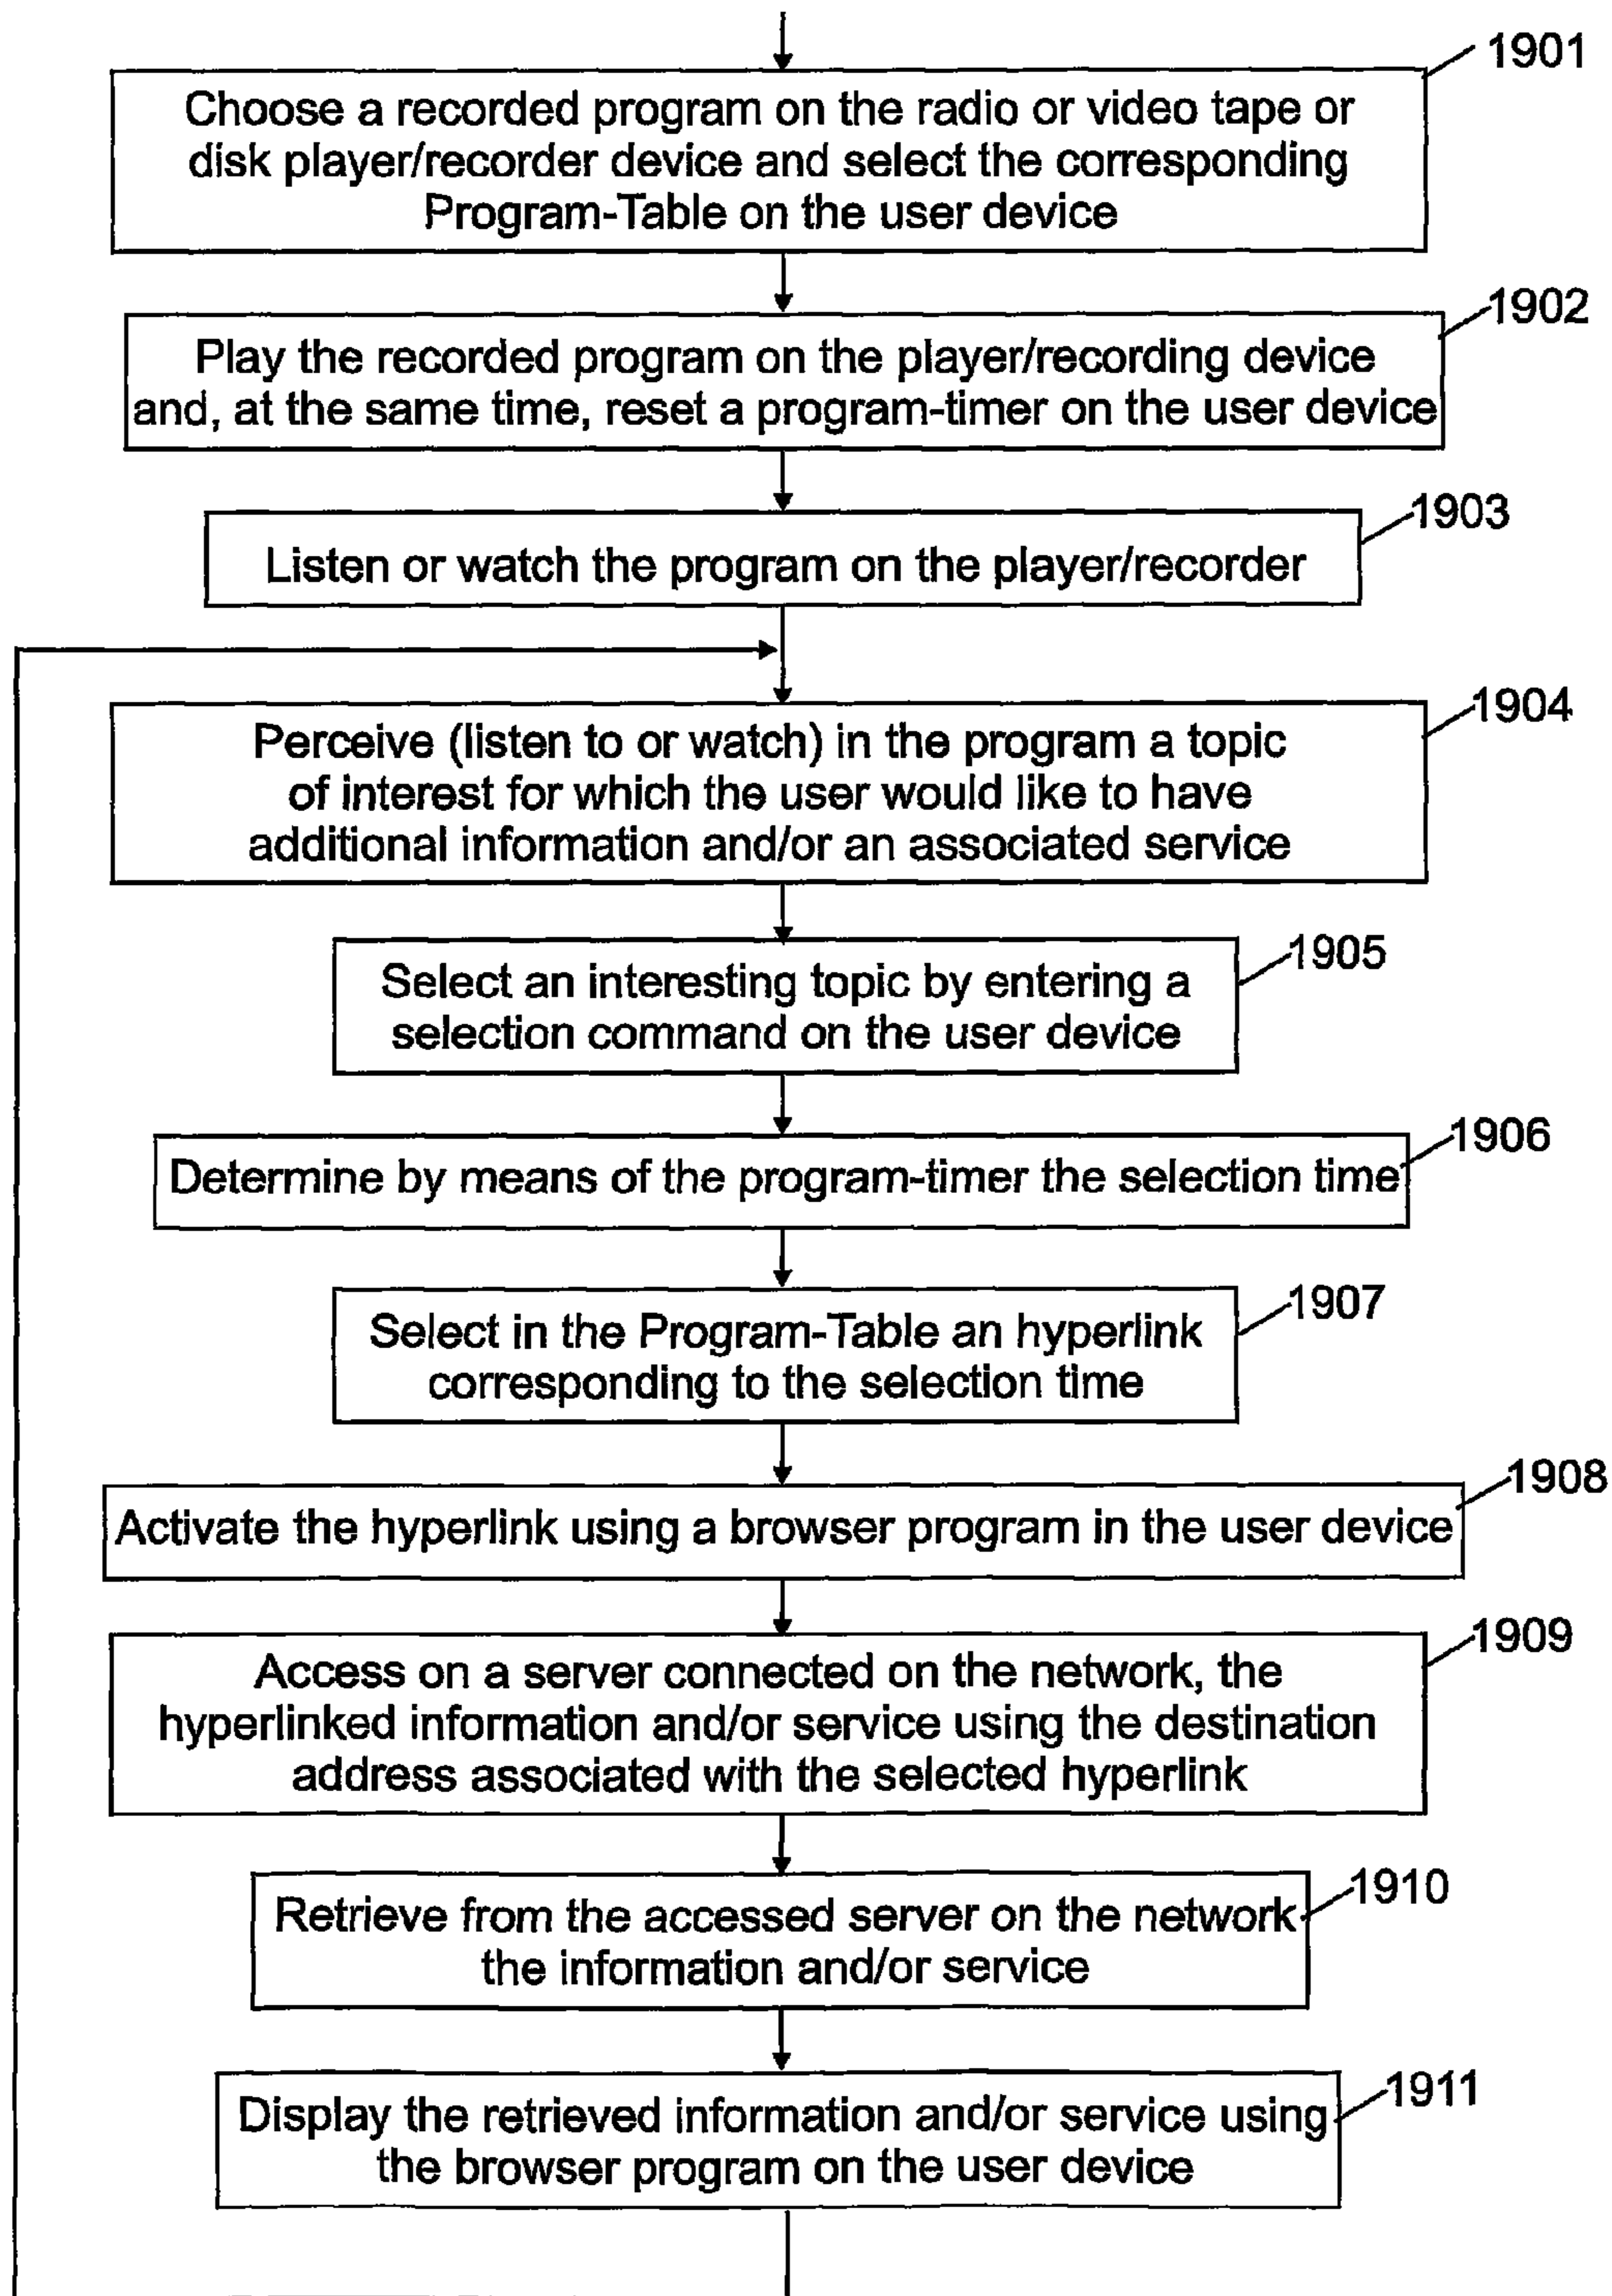 1901
Choose a recorded program on the radio or video tape or
disk player/recorder device and select the corresponding
Program-Table on the user device
1902
Play the recorded program on the player/recording device
and, at the same time, reset a program-timer on the user device
1903
Listen or watch the program on the player/recorder
1904
Perceive (listen to or watch) in the program a topic
of interest for which the user would like to have
additional information and/or an associated service
1905
Select an interesting topic by entering a
selection command on the user device
1906
Determine by means of the program-timer the selection time
1907
Select in the Program-Table an hyperlink
corresponding to the selection time
1908
Activate the hyperlink using a browser program in the user device
1909
Access on a server connected on the network, the
hyperlinked information and/or service using the destination
address associated with the selected hyperlink
1910
Retrieve from the accessed server on the network
the information and/or service
1911
Display the retrieved information and/or service using
the browser program on the user device